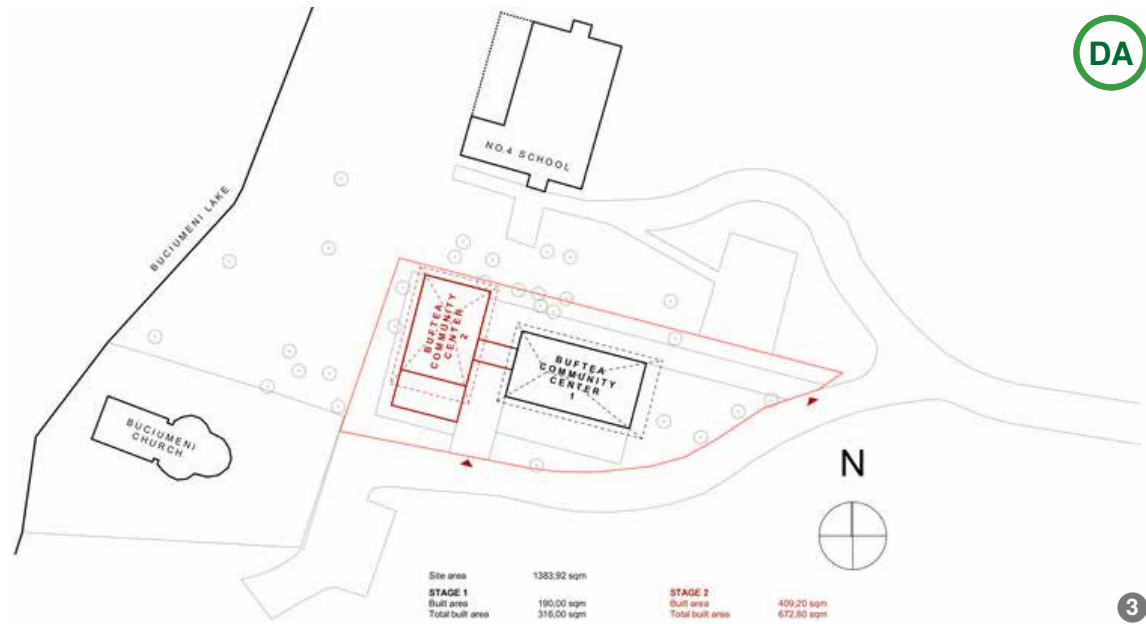 DA
NO.4 SCHOOL
BUCIUMENI LAKE
BUFTEA
COMMUNITY
CENTER
2
BUFTEA
COMMUNITY
CENTER
1
BUCIUMENI
CHURCH
N
Site area 1383,92 sqm
STAGE 1
Built area 190,00 sqm
Total built area 316,00 sqm
STAGE 2
Built area 409,20 sqm
Total built area 672,80 sqm
3